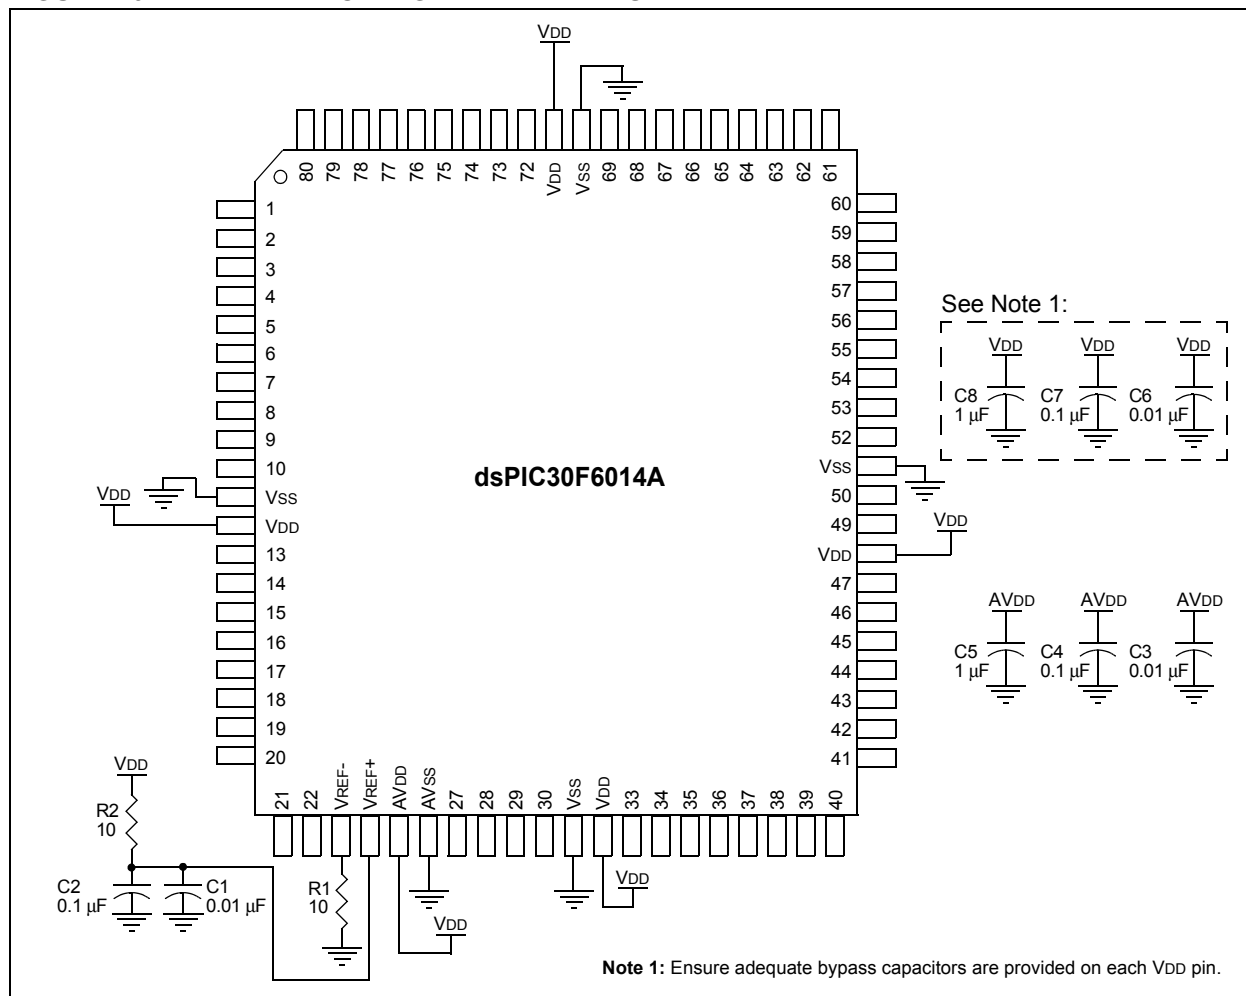 VDD
80
79
78
77
76
75
74
73
72
VDD
VSS
69
68
67
66
65
64
63
62
61
1
2
3
4
5
6
7
8
9
10
VSS
VDD
13
14
15
16
17
18
19
20
VDD
60
59
58
57
56
55
54
53
52
VSS
50
49
VDD
47
46
45
44
43
42
41
VDD
dsPIC30F6014A
See Note 1:
VDD
VDD
VDD
C8
1 µF
C7
0.1 µF
C6
0.01 µF
AVDD
AVDD
AVDD
C5
1 µF
C4
0.1 µF
C3
0.01 µF
21
22
VREF-
VREF+
AVDD
AVSS
27
28
29
30
VSS
VDD
33
34
35
36
37
38
39
40
VDD
R2
10
C2
0.1 µF
C1
0.01 µF
R1
10
VDD
VDD
Note 1: Ensure adequate bypass capacitors are provided on each VDD pin.